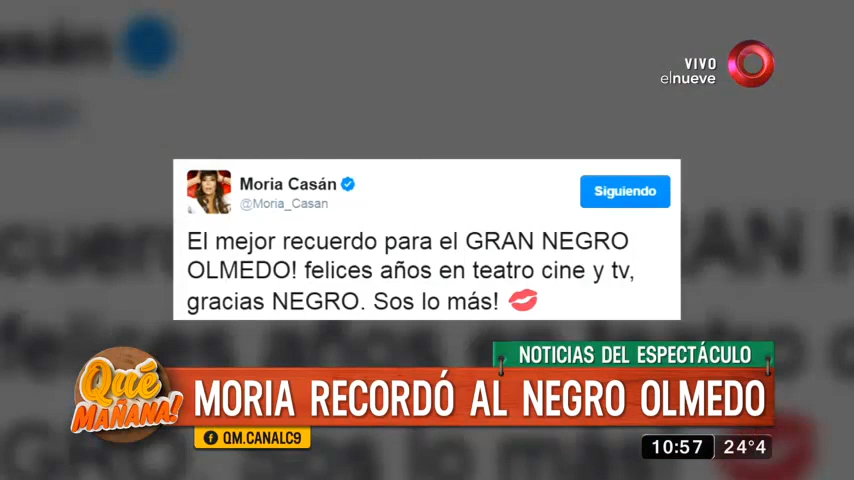 VIVO
elnueve
Moria Casán
@Moria_Casan
Siguiendo
El mejor recuerdo para el GRAN NEGRO
OLMEDO! felices años en teatro cine y tv,
gracias NEGRO. Sos lo más!
NOTICIAS DEL ESPECTÁCULO
Qué
MAÑANA!
MORIA RECORDÓ AL NEGRO OLMEDO
QM.CANALC9
10:57 24°4